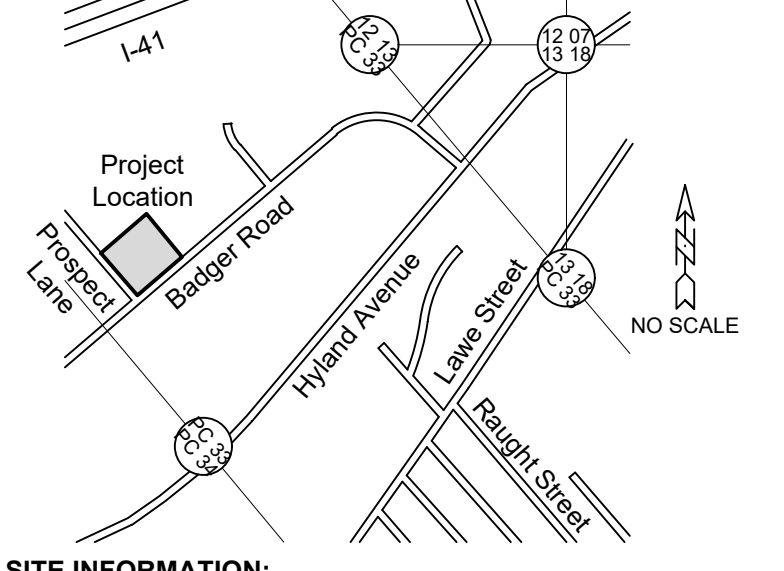 I-41
12 13
PC 33
12 07
13 18
Project
Location
Prospect
Lane
Badger Road
Hyland Avenue
Lawe Street
13 18
PC 33
NO SCALE
PC 33
PC 34
Raught Street
SITE INFORMATION: